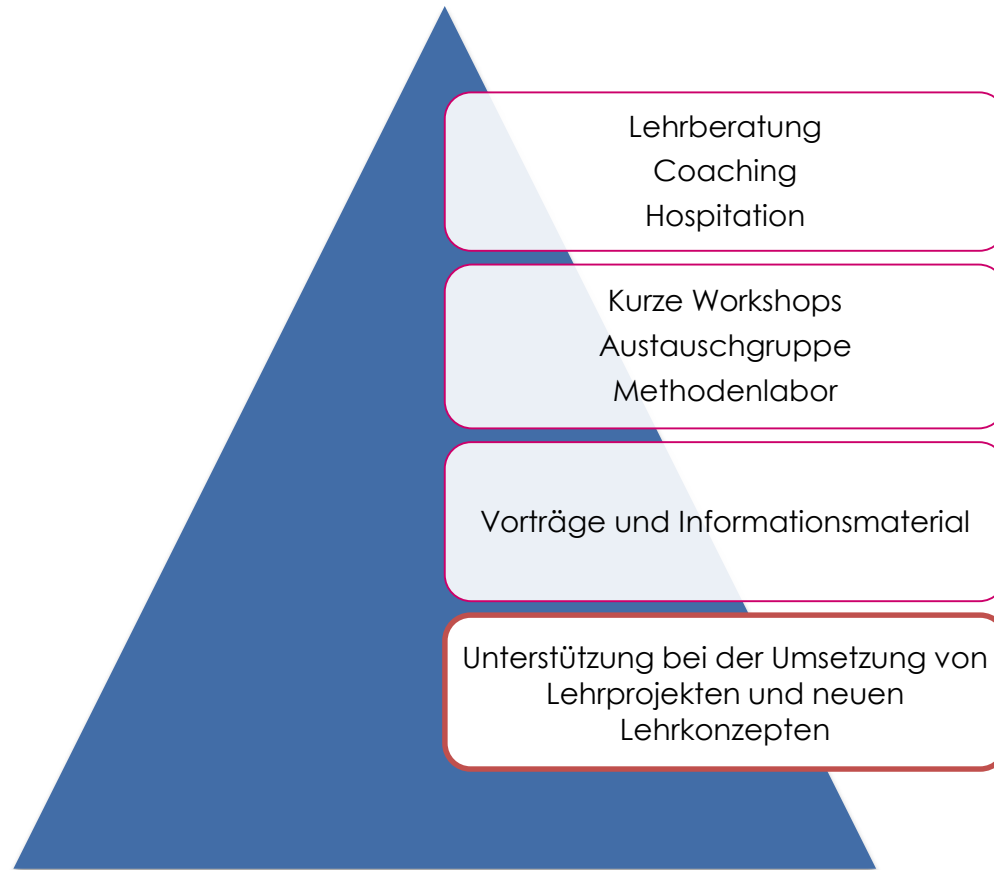 Lehrberatung
Coaching
Hospitation
Kurze Workshops
Austauschgruppe
Methodenlabor
Vorträge und Informationsmaterial
Unterstützung bei der Umsetzung von
Lehrprojekten und neuen
Lehrkonzepten